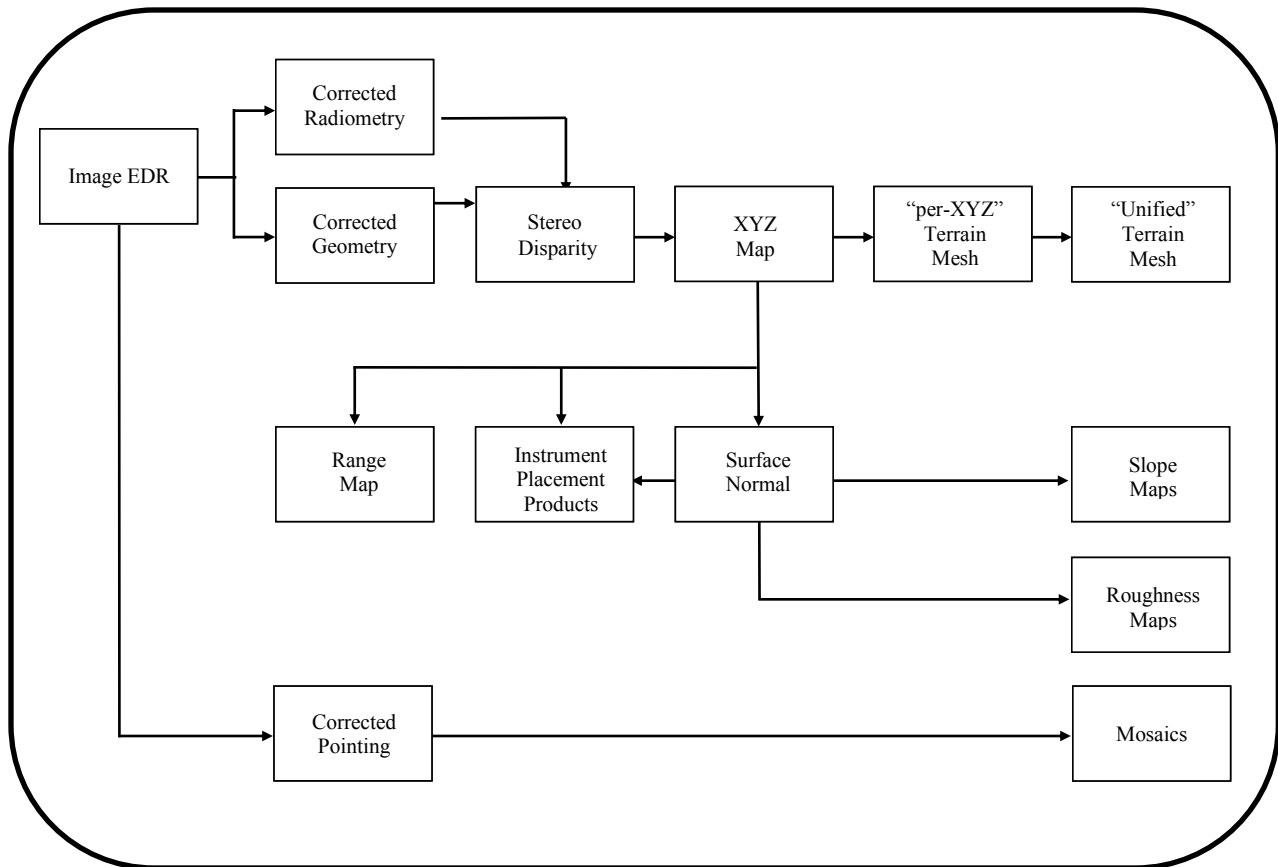 Corrected
Radiometry
Image EDR
Corrected
Geometry
Stereo
Disparity
XYZ
Map
“per-XYZ”
Terrain
Mesh
“Unified”
Terrain
Mesh
Range
Map
Instrument
Placement
Products
Surface
Normal
Slope
Maps
Roughness
Maps
Corrected
Pointing
Mosaics